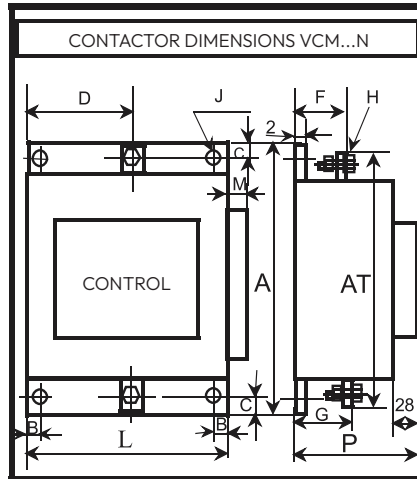 CONTACTOR DIMENSIONS VCM...N
D
J
F
H
2
C
M
CONTROL
A
AT
C
G
28
B
B
L
P